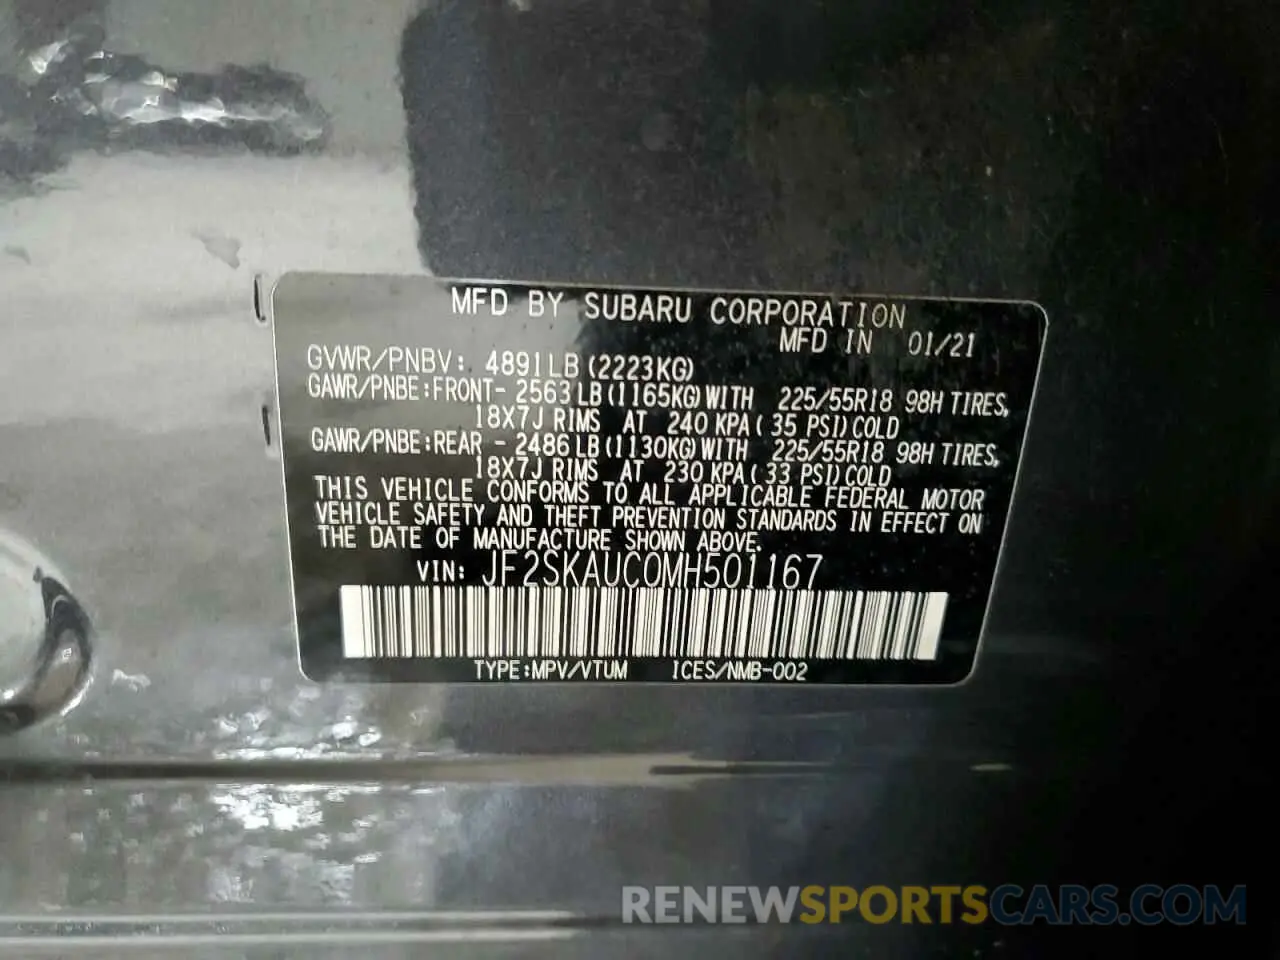 MFD BY SUBARU CORPORATION
MFD IN 01/21
GVWR/PNBV: 4891LB (2223KG)
GAWR/PNBE:FRONT- 2563LB(1165KG)WITH 225/55R18 98H TIRES,
18X7J RIMS AT 240 KPA( 35 PSI)COLD
GAWR/PNBE:REAR - 2486LB(1130KG)WITH 225/55R18 98H TIRES,
18X7J RIMS AT 230 KPA( 33 PSI)COLD
THIS VEHICLE CONFORMS TO ALL APPLICABLE FEDERAL MOTOR
VEHICLE SAFETY AND THEFT PREVENTION STANDARDS IN EFFECT ON
THE DATE OF MANUFACTURE SHOWN ABOVE.
VIN: JF2SKAUC0MH501167
TYPE:MPV/VTUM ICES/NMB-002
RENEWSPORTSCARS.COM